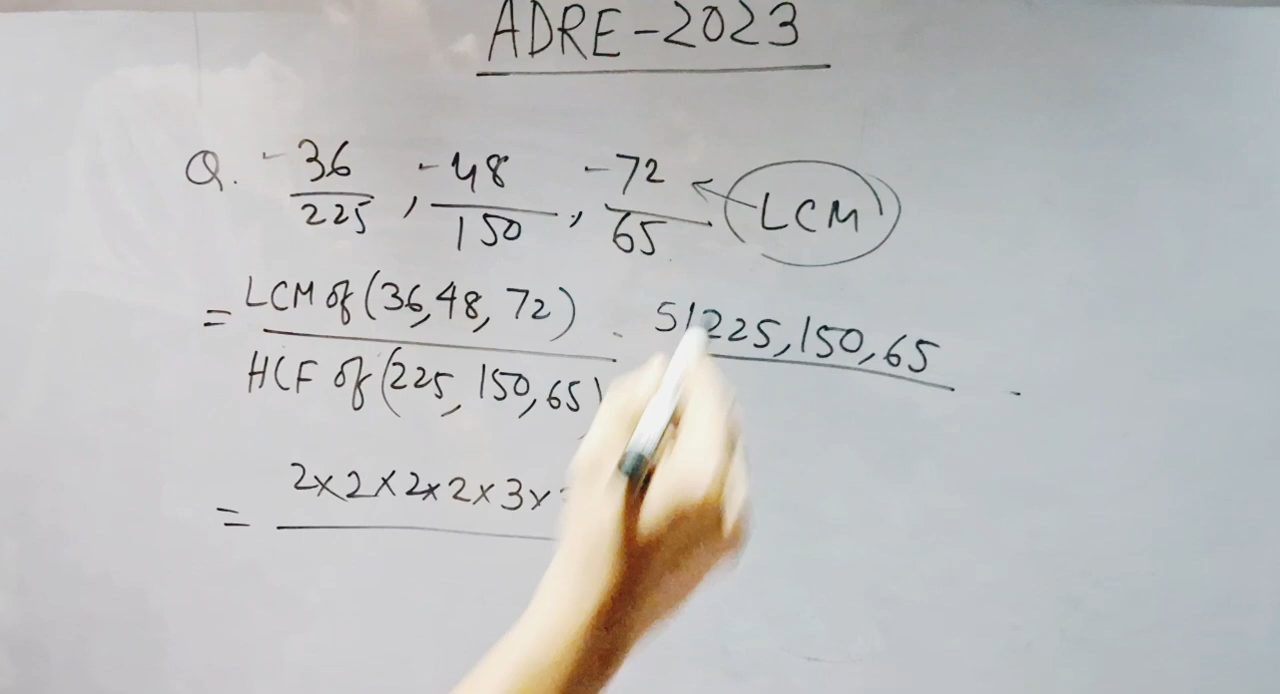 ADRE-2023
Q. -36/225 , -48/150 , -72/65 ← LCM
= LCM of (36,48, 72) / HCF of (225, 150,65)
5|225,150,65
= 2×2×2×2×3×